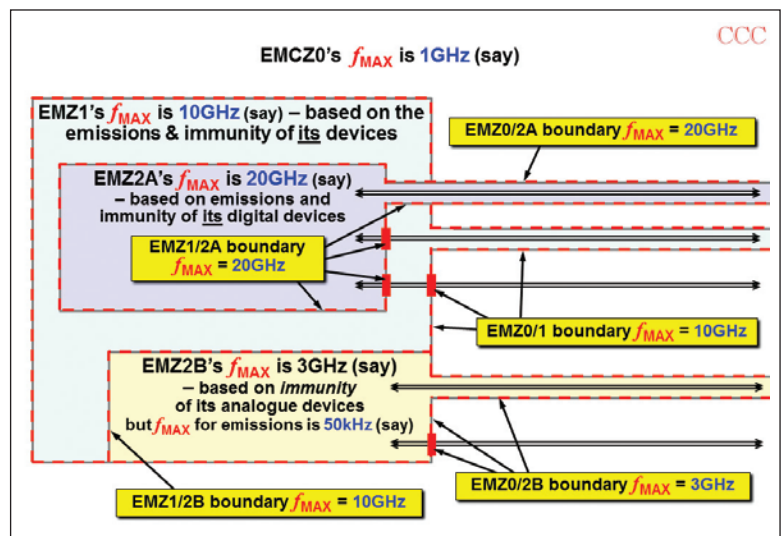 CCC
EMCZ0's fMAX is 1GHz (say)
EMZ1's fMAX is 10GHz (say) – based on the
emissions & immunity of its devices
EMZ0/2A boundary fMAX = 20GHz
EMZ2A's fMAX is 20GHz (say)
– based on emissions and
immunity of its digital devices
EMZ1/2A boundary
fMAX = 20GHz
EMZ0/1 boundary fMAX = 10GHz
EMZ2B's fMAX is 3GHz (say)
– based on immunity
of its analogue devices
but fMAX for emissions is 50kHz (say)
EMZ1/2B boundary fMAX = 10GHz
EMZ0/2B boundary fMAX = 3GHz